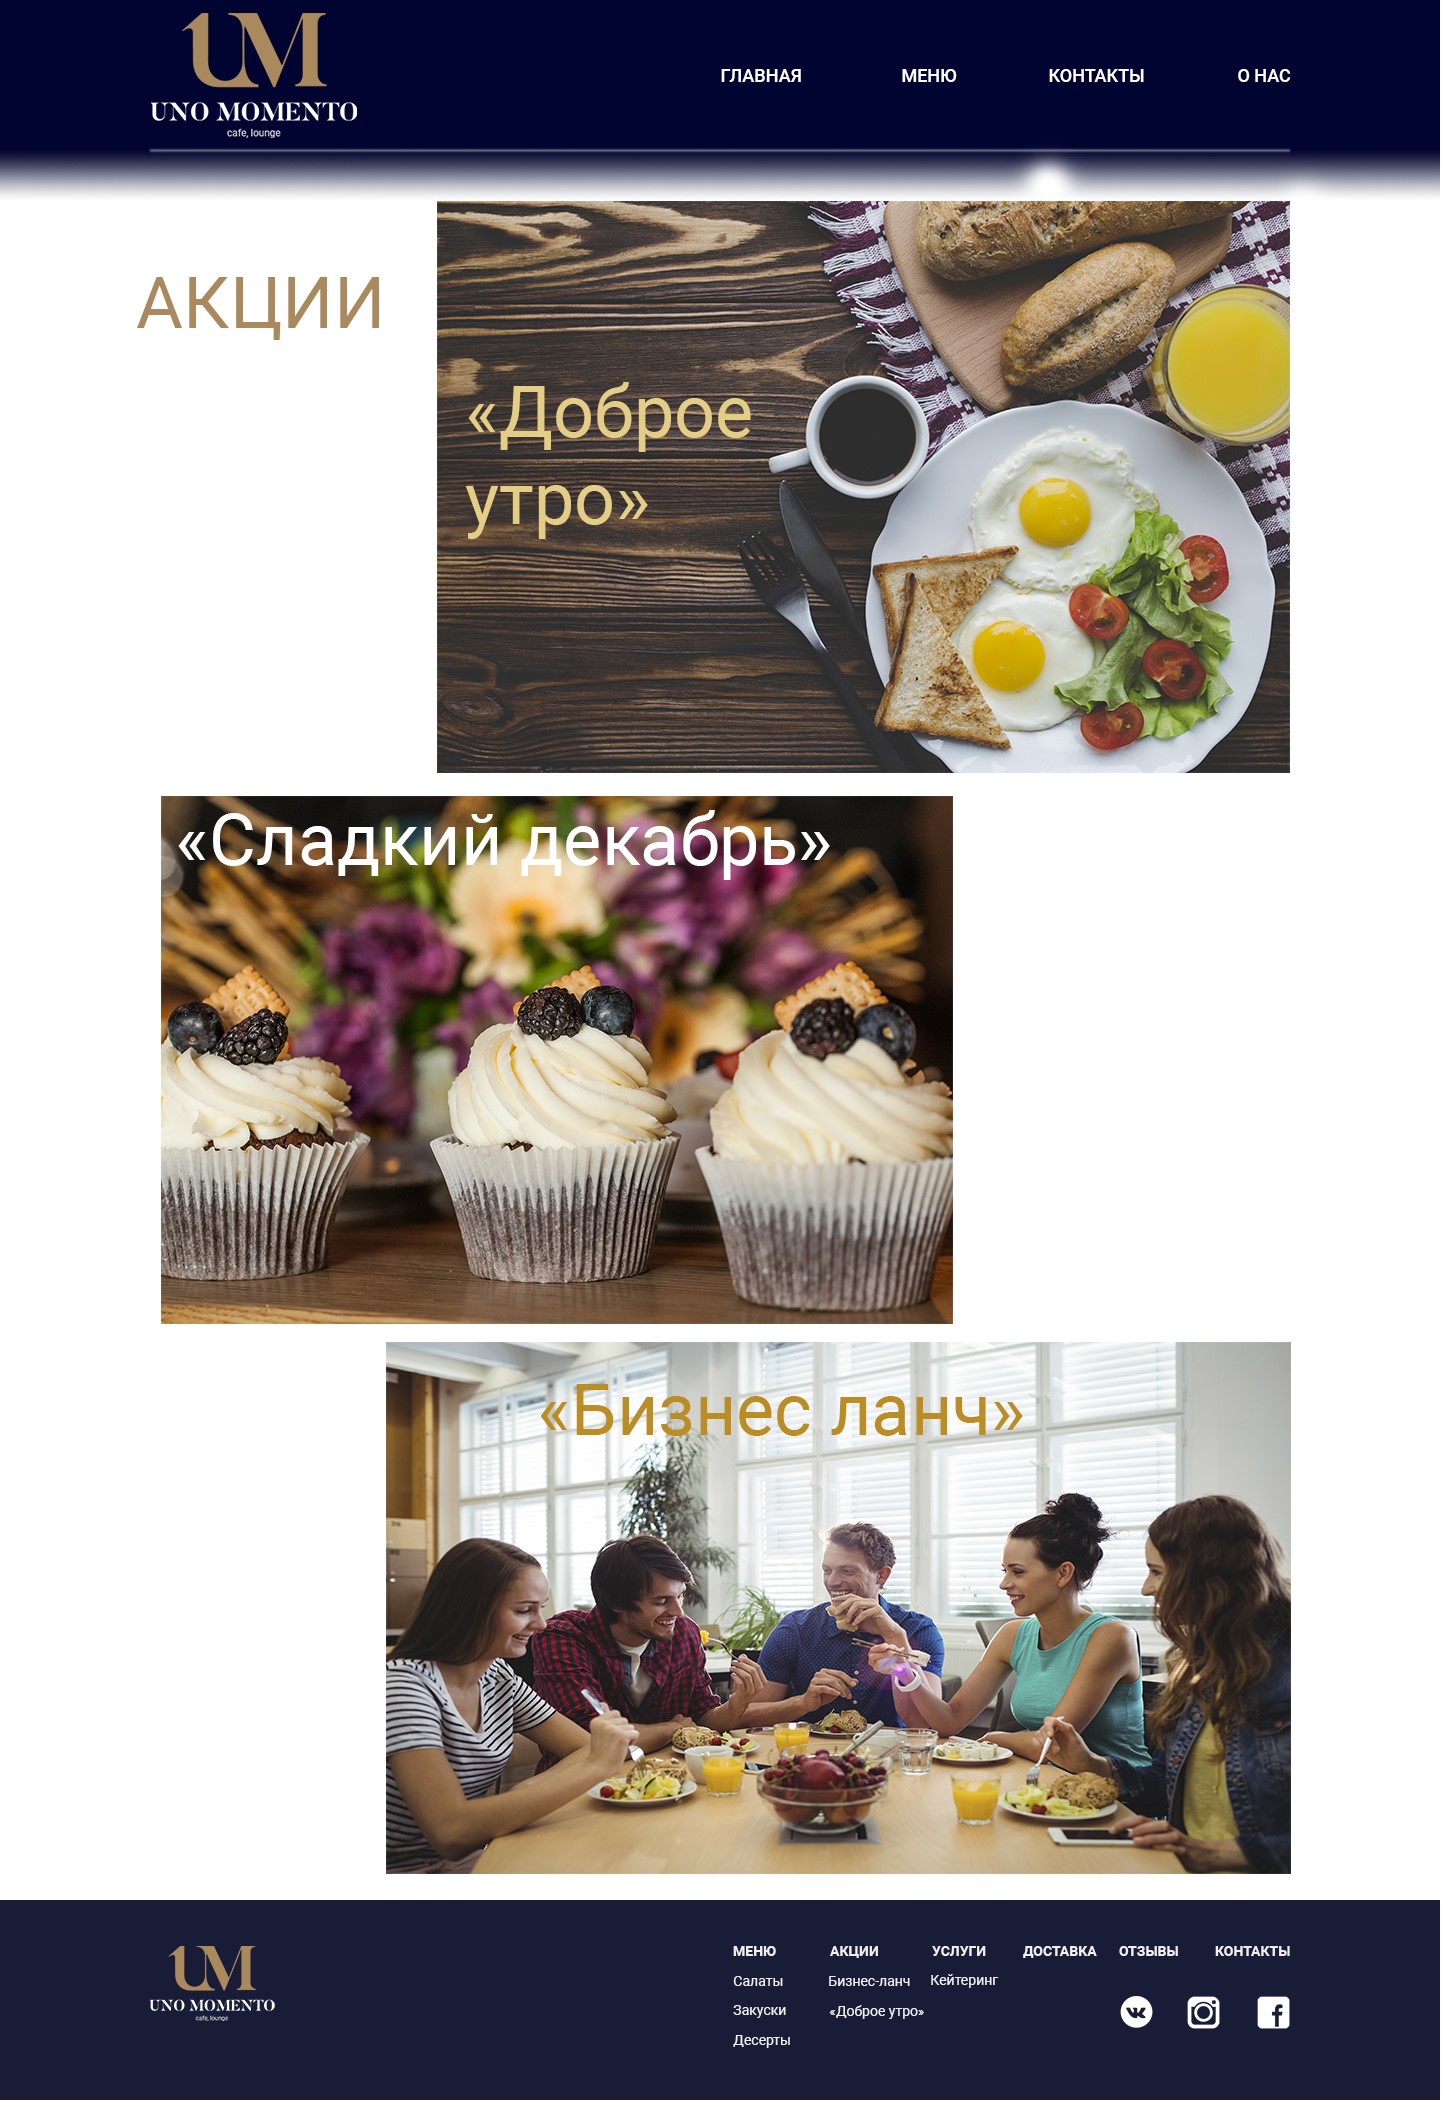 UM
UNO MOMENTO
cafe, lounge
ГЛАВНАЯ МЕНЮ КОНТАКТЫ О НАС
АКЦИИ
«Доброе
утро»
«Сладкий декабрь»
«Бизнес ланч»
UM
UNO MOMENTO
cafe, lounge
МЕНЮ АКЦИИ УСЛУГИ ДОСТАВКА ОТЗЫВЫ КОНТАКТЫ
Салаты Бизнес-ланч Кейтеринг
Закуски «Доброе утро»
Десерты